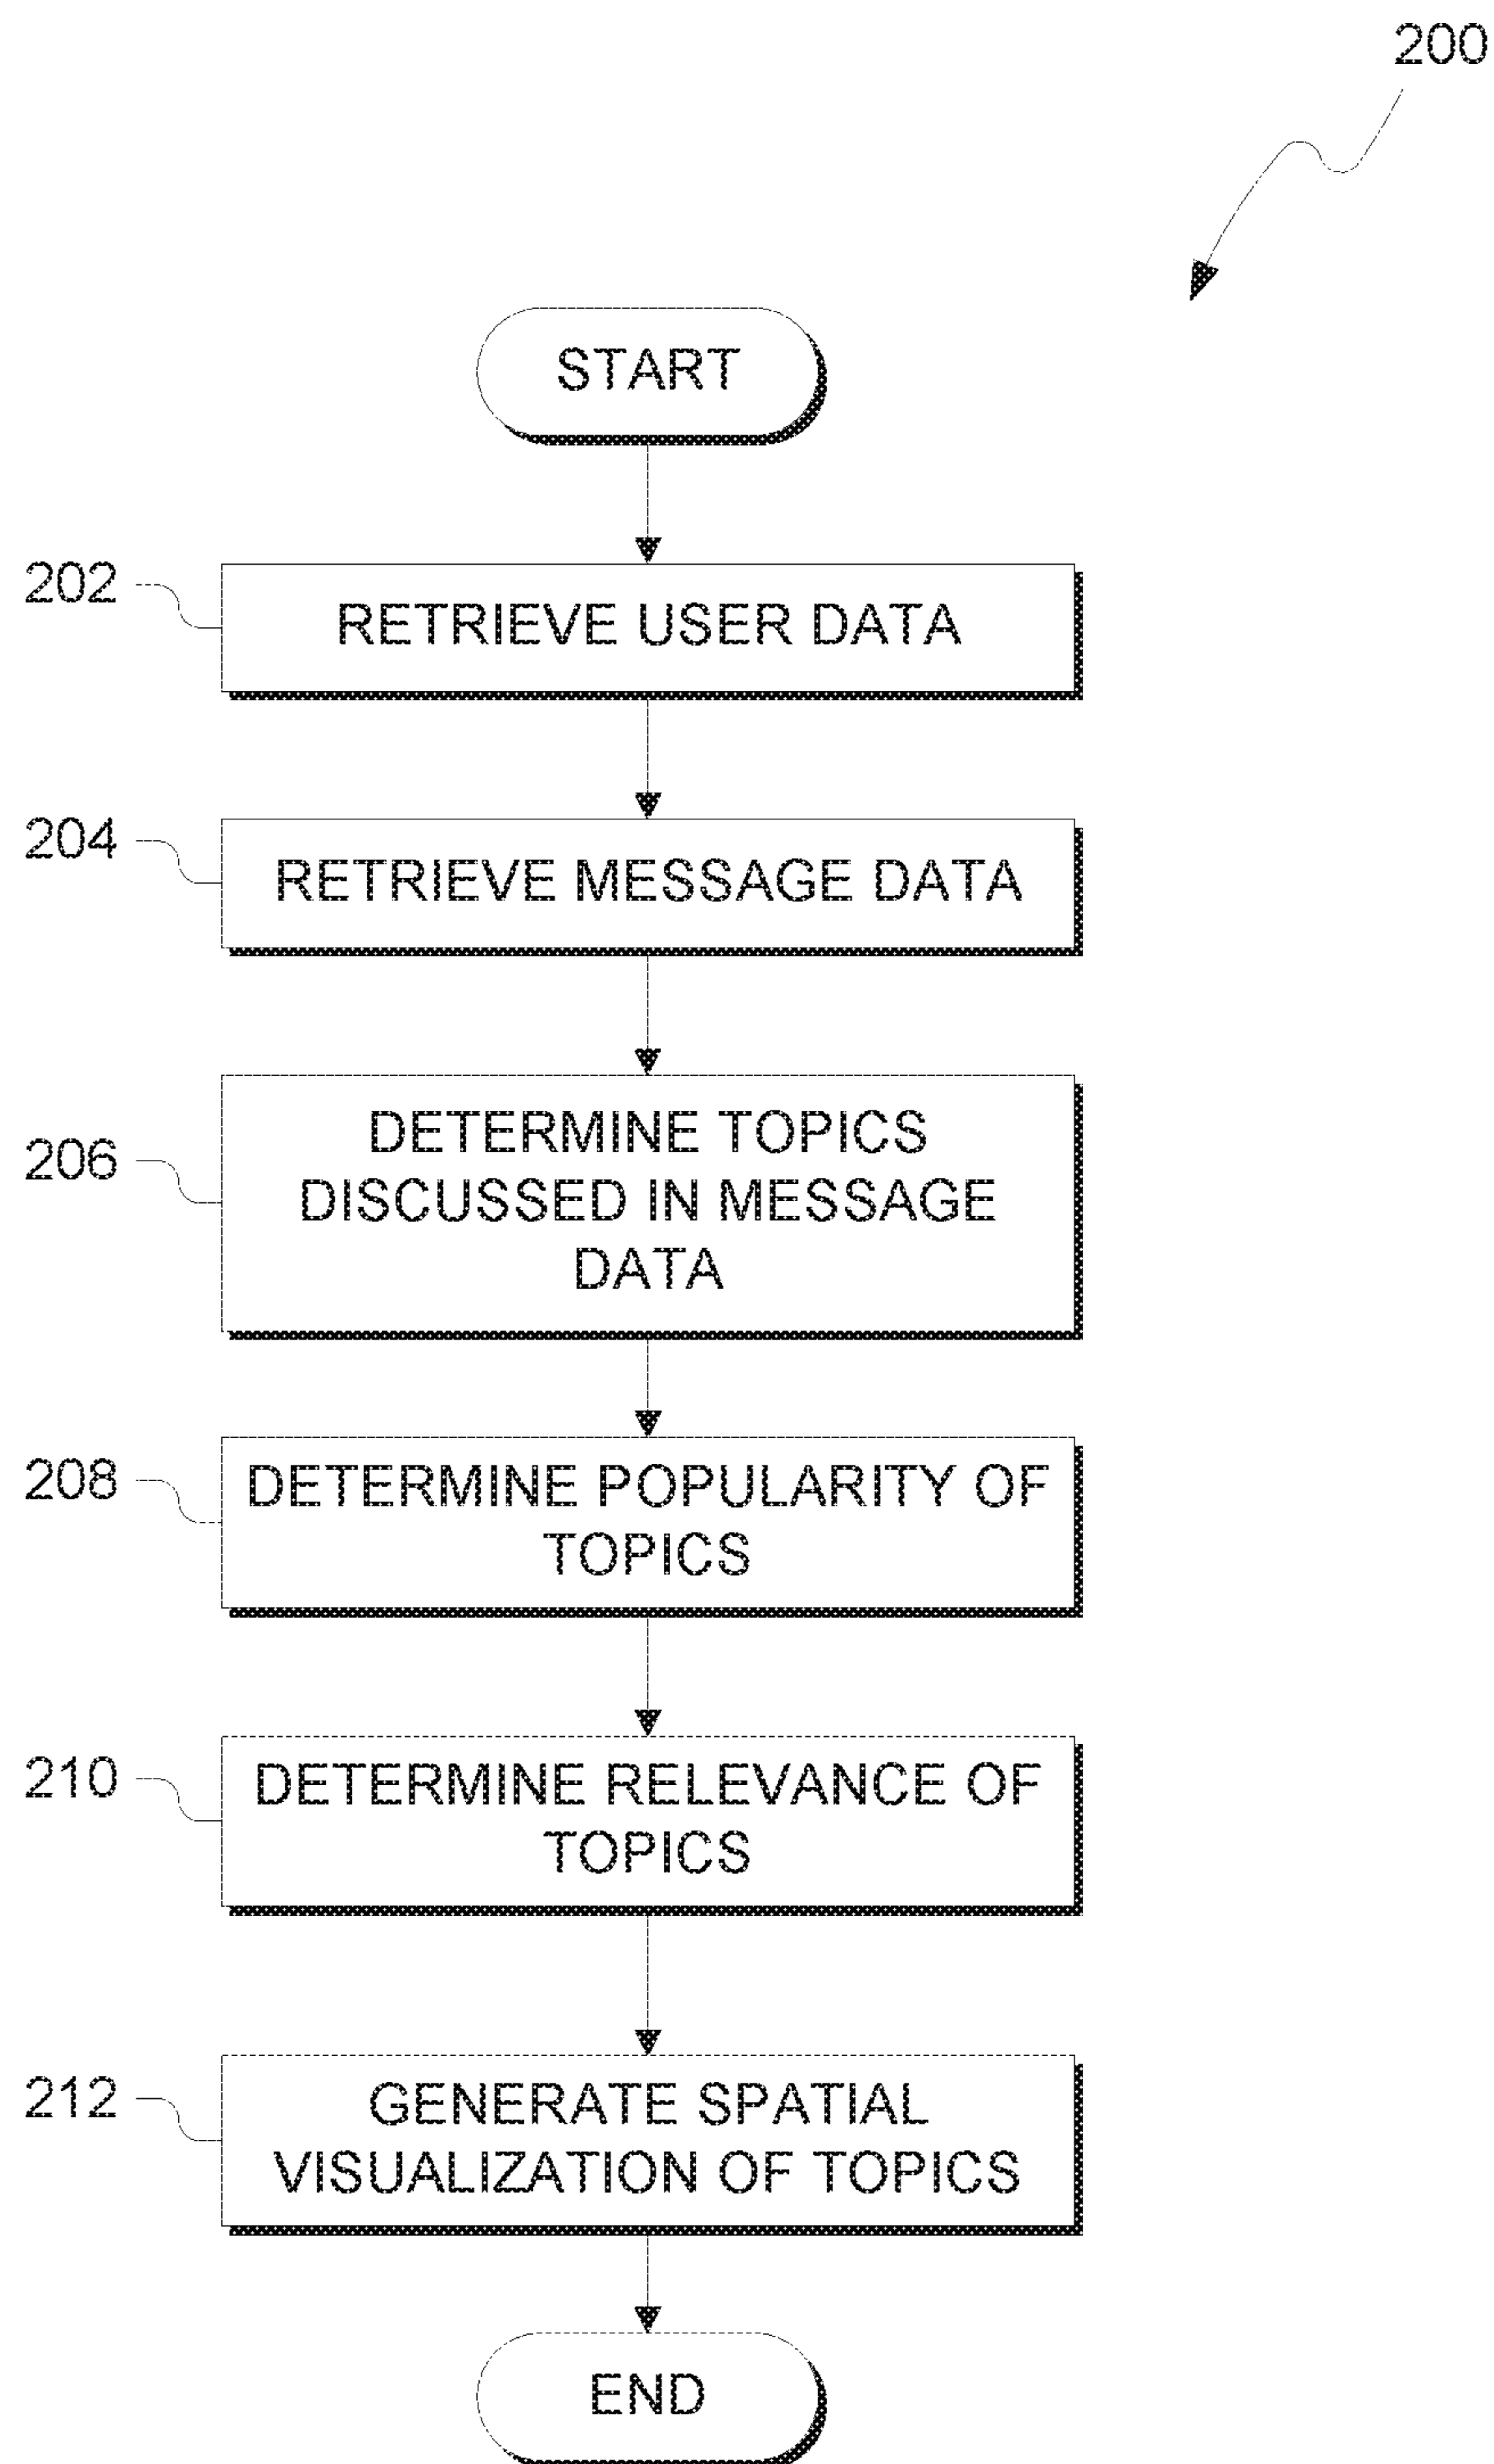 200
START
202
RETRIEVE USER DATA
204
RETRIEVE MESSAGE DATA
206
DETERMINE TOPICS
DISCUSSED IN MESSAGE
DATA
208
DETERMINE POPULARITY OF
TOPICS
210
DETERMINE RELEVANCE OF
TOPICS
212
GENERATE SPATIAL
VISUALIZATION OF TOPICS
END